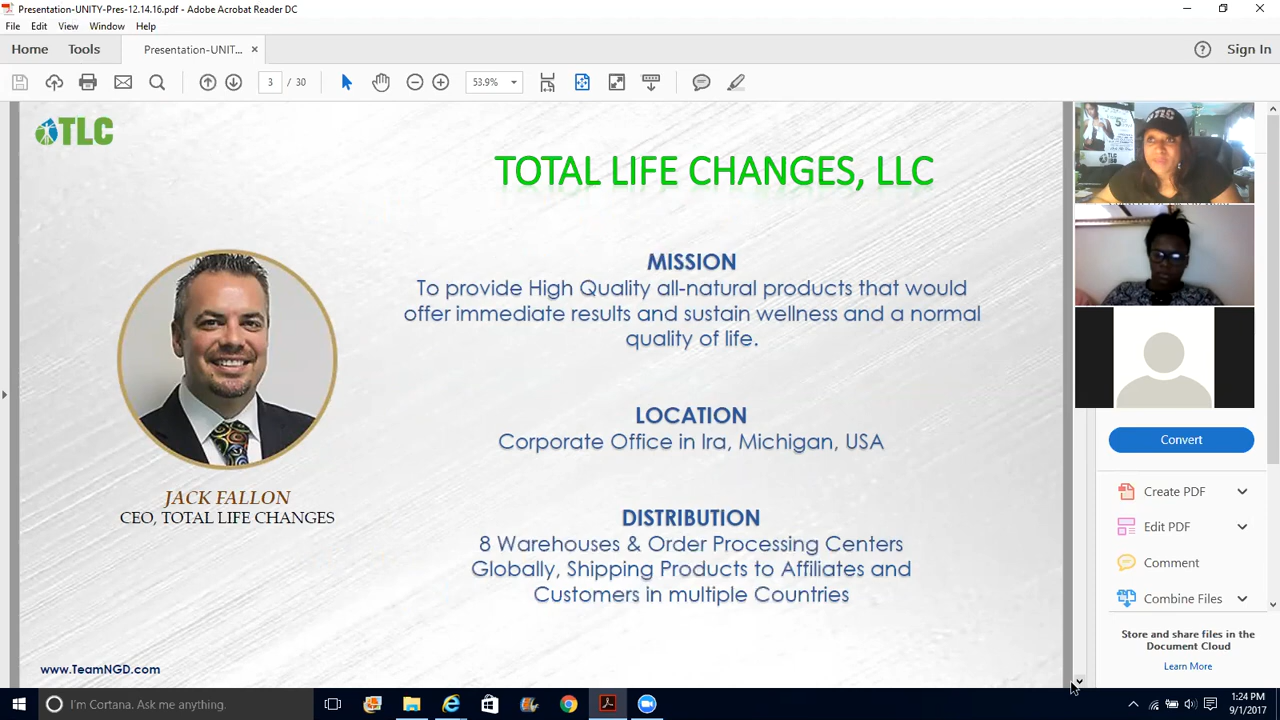 Presentation-UNITY-Pres-12.14.16.pdf - Adobe Acrobat Reader DC
File Edit View Window Help
Home Tools Presentation-UNIT... × Sign In
3 / 30 53.9%
TLC
TOTAL LIFE CHANGES, LLC
MISSION
To provide High Quality all-natural products that would
offer immediate results and sustain wellness and a normal
quality of life.
LOCATION
Corporate Office in Ira, Michigan, USA
JACK FALLON
CEO, TOTAL LIFE CHANGES
DISTRIBUTION
8 Warehouses & Order Processing Centers
Globally, Shipping Products to Affiliates and
Customers in multiple Countries
www.TeamNGD.com
TLC
Convert
Create PDF
Edit PDF
Comment
Combine Files
Store and share files in the
Document Cloud
Learn More
I'm Cortana. Ask me anything.
1:24 PM
9/1/2017